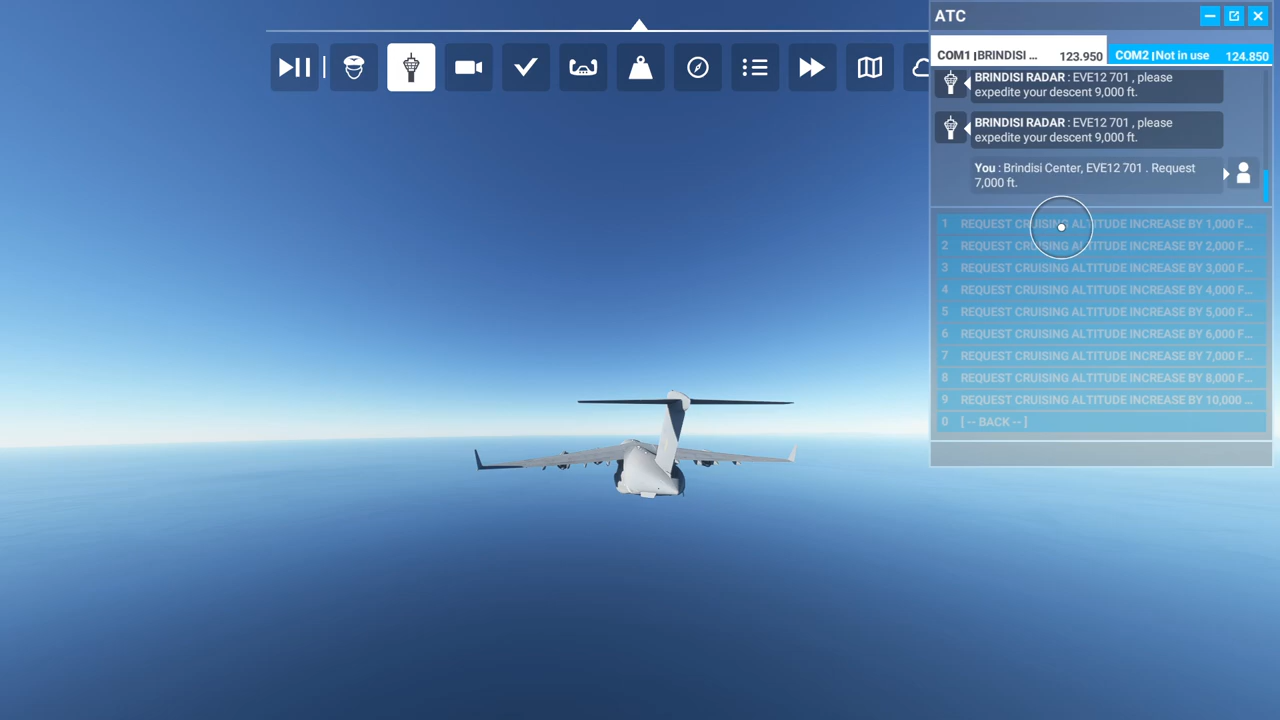 ATC
COM1 |BRINDISI ... 123.950
COM2 |Not in use 124.850
BRINDISI RADAR : EVE12 701 , please
expedite your descent 9,000 ft.
BRINDISI RADAR : EVE12 701 , please
expedite your descent 9,000 ft.
You : Brindisi Center, EVE12 701 . Request
7,000 ft.
1 REQUEST CRUISING ALTITUDE INCREASE BY 1,000 F...
2 REQUEST CRUISING ALTITUDE INCREASE BY 2,000 F...
3 REQUEST CRUISING ALTITUDE INCREASE BY 3,000 F...
4 REQUEST CRUISING ALTITUDE INCREASE BY 4,000 F...
5 REQUEST CRUISING ALTITUDE INCREASE BY 5,000 F...
6 REQUEST CRUISING ALTITUDE INCREASE BY 6,000 F...
7 REQUEST CRUISING ALTITUDE INCREASE BY 7,000 F...
8 REQUEST CRUISING ALTITUDE INCREASE BY 8,000 F...
9 REQUEST CRUISING ALTITUDE INCREASE BY 10,000 ...
0 [ -- BACK -- ]